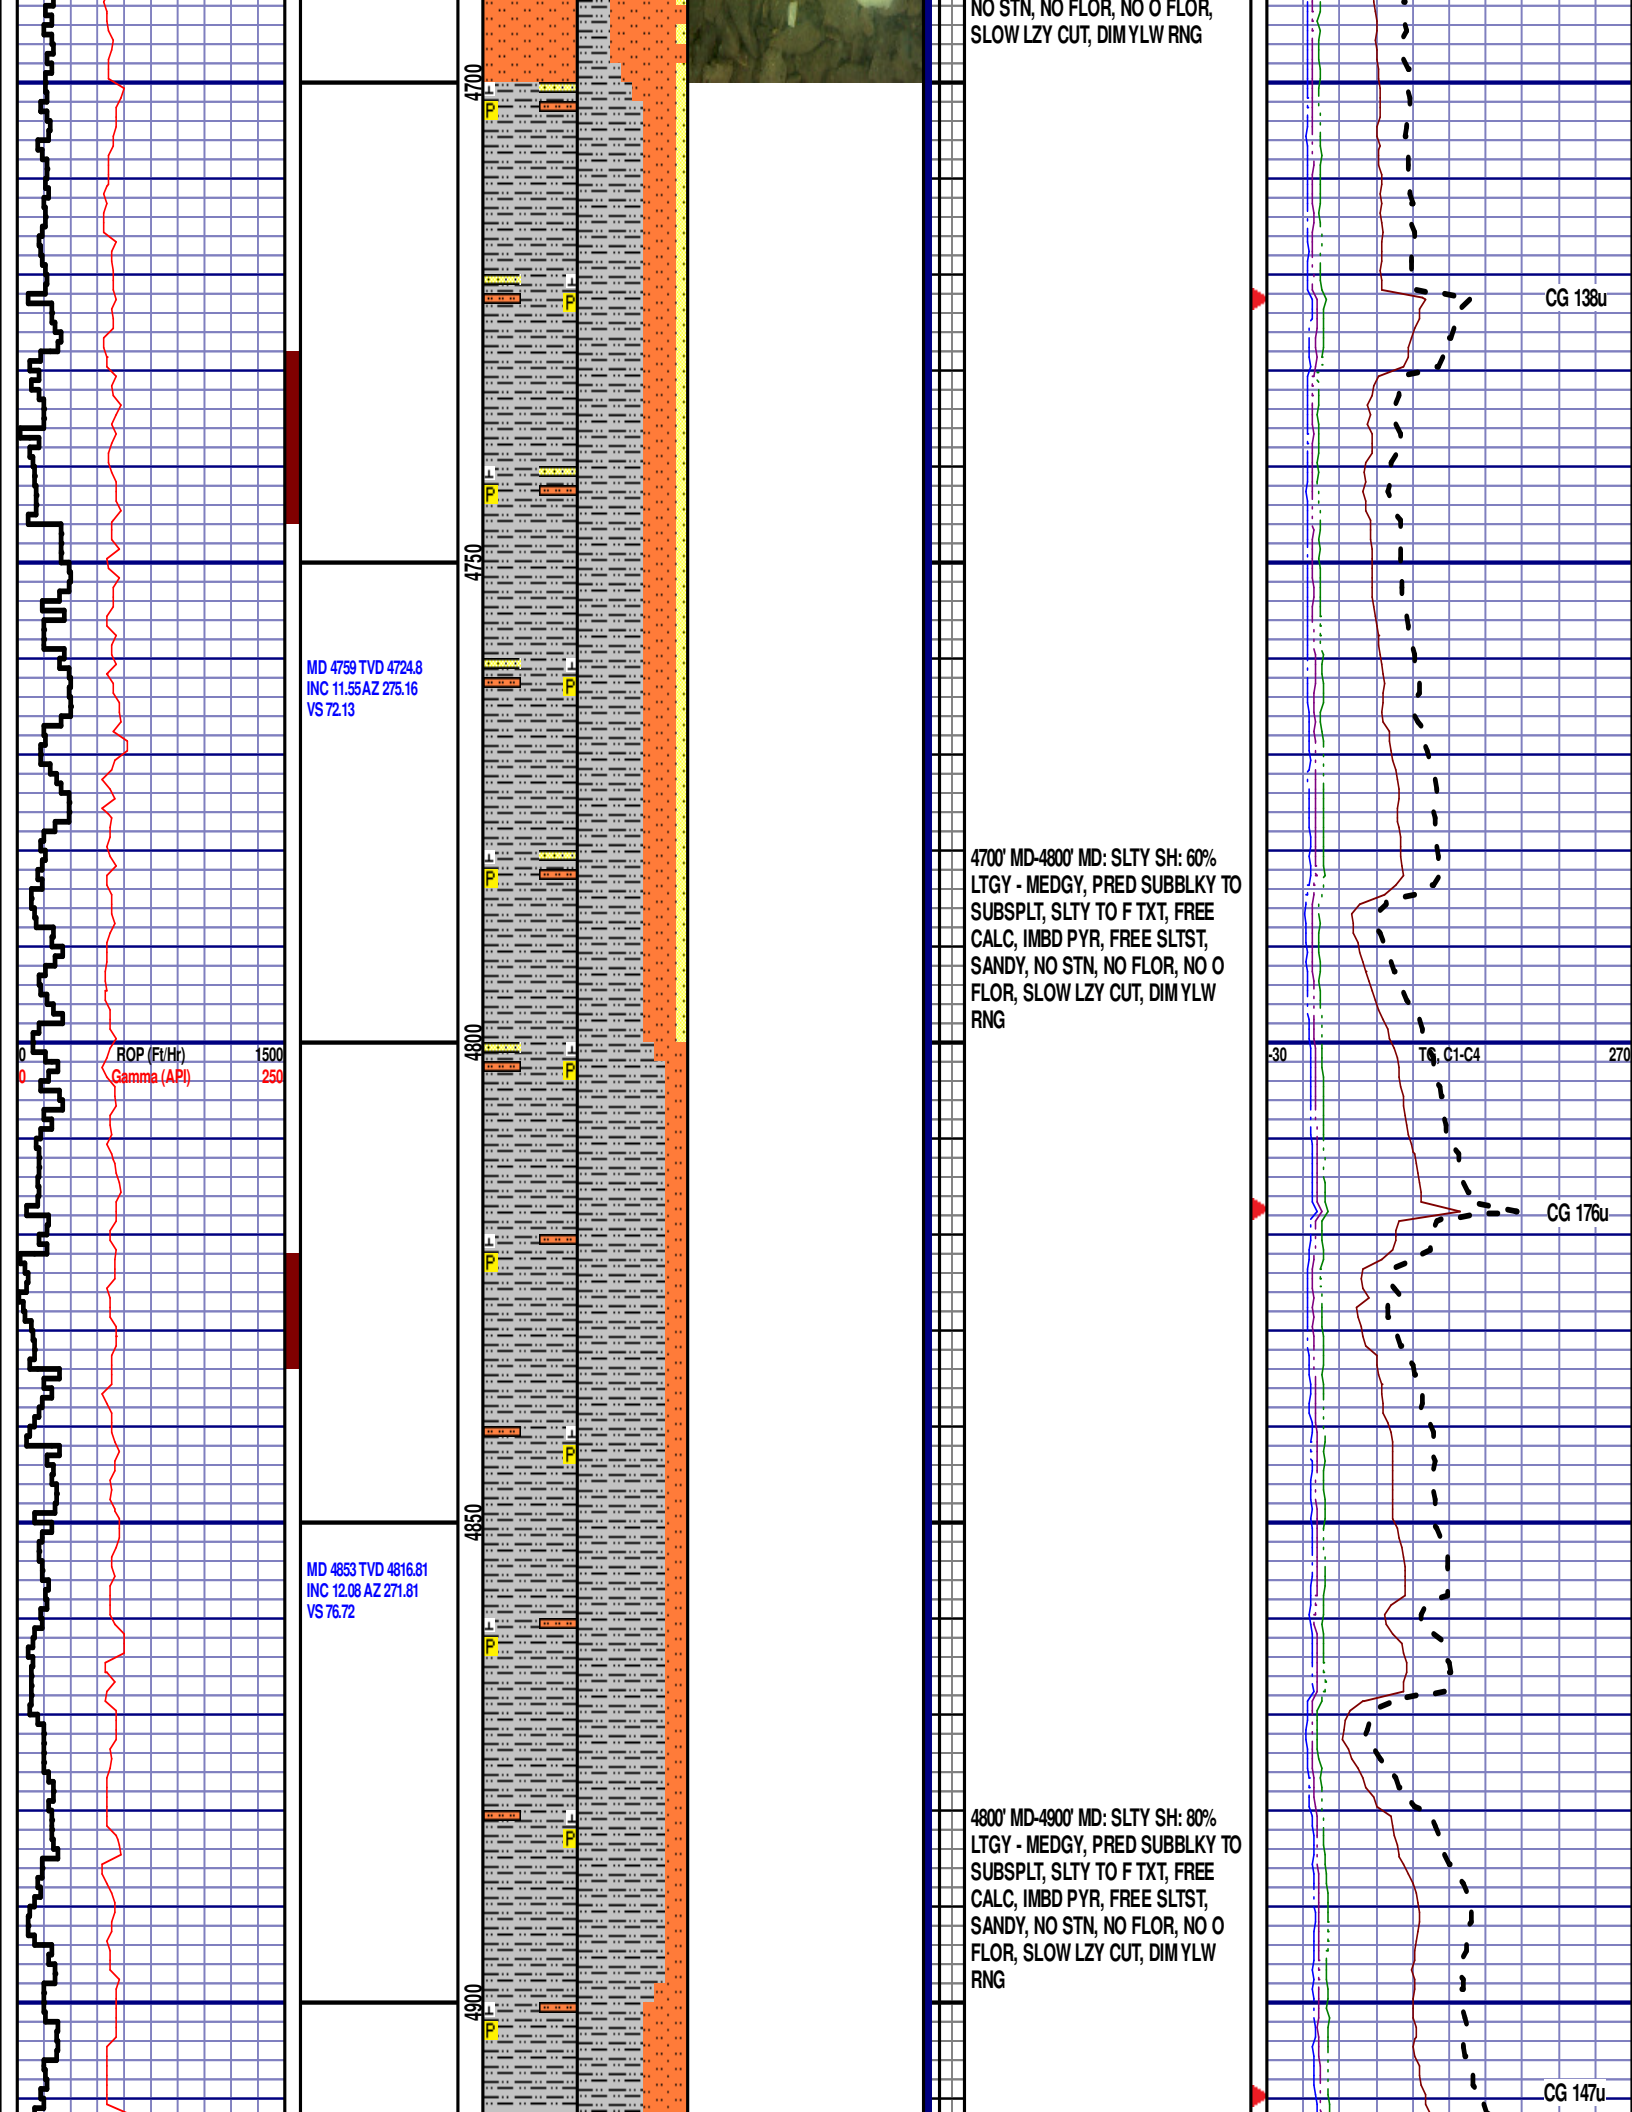 NO STN, NO FLOR, NO O FLOR,
SLOW LZY CUT, DIM YLW RNG
4700
P
CG 138u
P
P
4750
MD 4759 TVD 4724.8
INC 11.55 AZ 275.16
VS 72.13
P
4700' MD-4800' MD: SLTY SH: 60%
LTGY - MEDGY, PRED SUBBLKY TO
SUBSPLT, SLTY TO F TXT, FREE
CALC, IMBD PYR, FREE SLTST,
SANDY, NO STN, NO FLOR, NO O
FLOR, SLOW LZY CUT, DIM YLW
RNG
P
4800
0 ROP (Ft/Hr) 1500
0 Gamma (API) 250
-30 TG, C1-C4 270
P
CG 176u
P
P
4850
MD 4853 TVD 4816.81
INC 12.08 AZ 271.81
VS 76.72
P
4800' MD-4900' MD: SLTY SH: 80%
LTGY - MEDGY, PRED SUBBLKY TO
SUBSPLT, SLTY TO F TXT, FREE
CALC, IMBD PYR, FREE SLTST,
SANDY, NO STN, NO FLOR, NO O
FLOR, SLOW LZY CUT, DIM YLW
RNG
P
4900
P
CG 147u